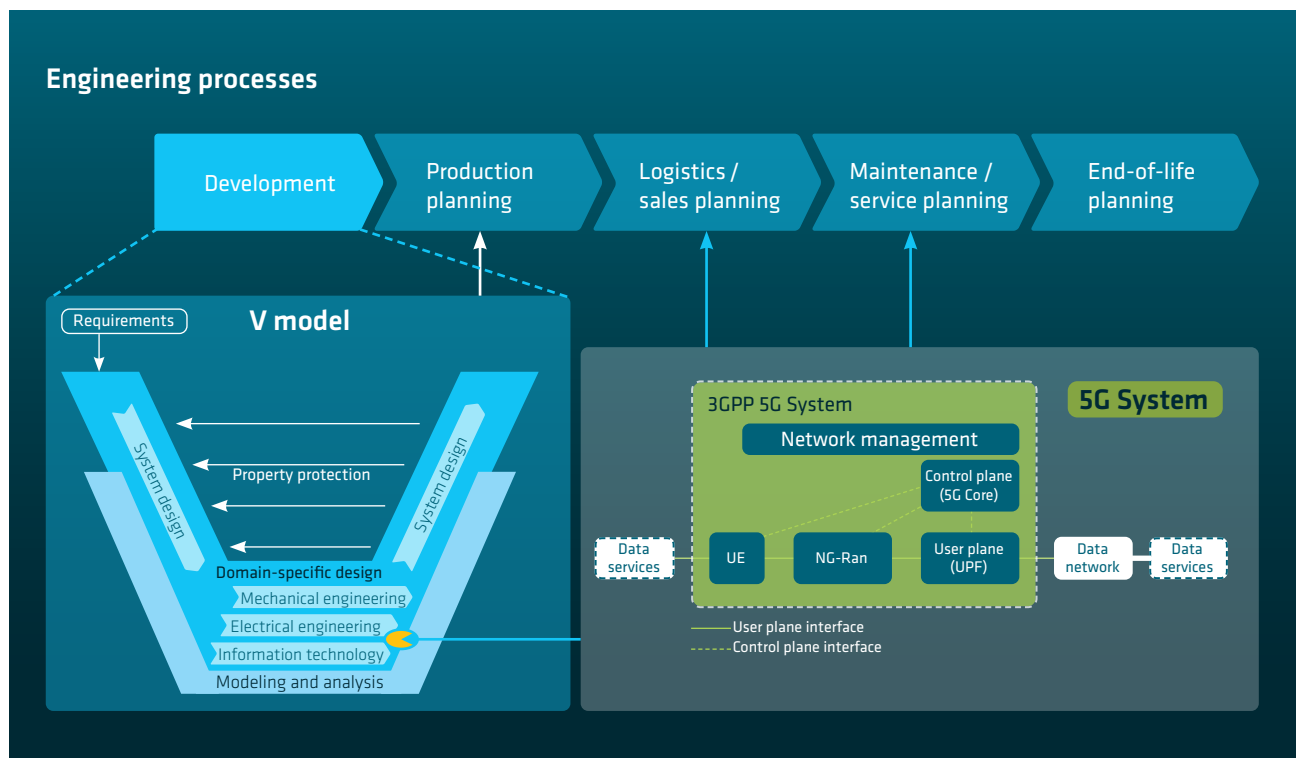 Engineering processes
Development
Production
planning
Logistics /
sales planning
Maintenance /
service planning
End-of-life
planning
V model
Requirements
System design
Property protection
System design
Domain-specific design
Mechanical engineering
Electrical engineering
Information technology
Modeling and analysis
5G System
3GPP 5G System
Network management
Control plane
(5G Core)
Data
services
UE
NG-Ran
User plane
(UPF)
Data
network
Data
services
User plane interface
Control plane interface